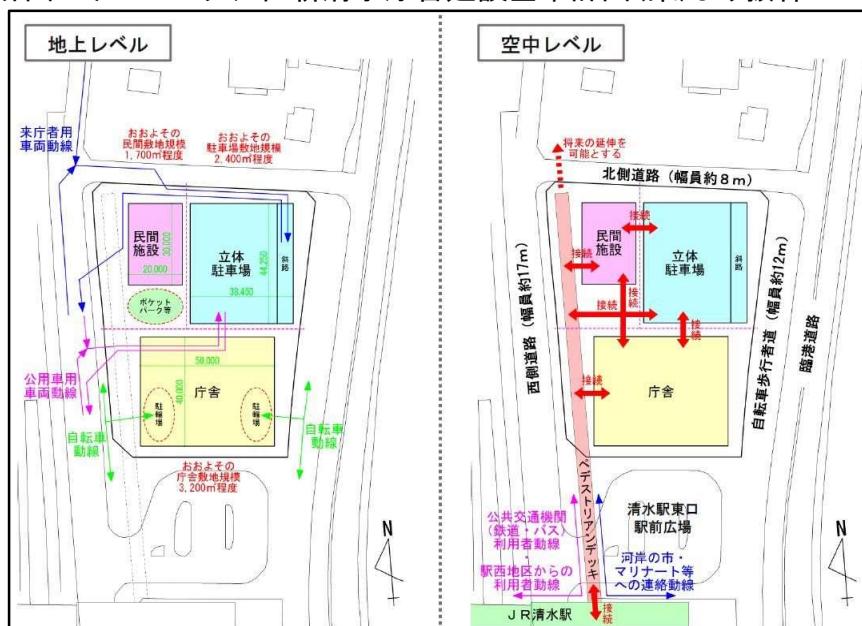 地上レベル
来庁者用
車両動線
おおよその
民間敷地規模
1,700㎡程度
おおよその
駐車場敷地規模
2,400㎡程度
民間
施設
30,000
20,000
立体
駐車場
44,250
38,450
斜路
ポケット
パーク等
公用車用
車両動線
50,000
40,000
庁舎
駐輪場
駐輪場
自転車
動線
自転車
動線
おおよその
庁舎敷地規模
3,200㎡程度
N
空中レベル
将来の延伸を
可能とする
北側道路（幅員約8m）
西側道路（幅員約17m）
民間
施設
接続
接続
接続
接続
接続
接続
立体
駐車場
斜路
庁舎
自転車歩行者道（幅員約12m）
臨港道路
ペデストリアンデッキ
公共交通機関
（鉄道・バス）
利用者動線
・
駅西地区からの
利用者動線
清水駅東口
駅前広場
河岸の市・
マリナート等
への連絡動線
N
接続
ＪＲ清水駅